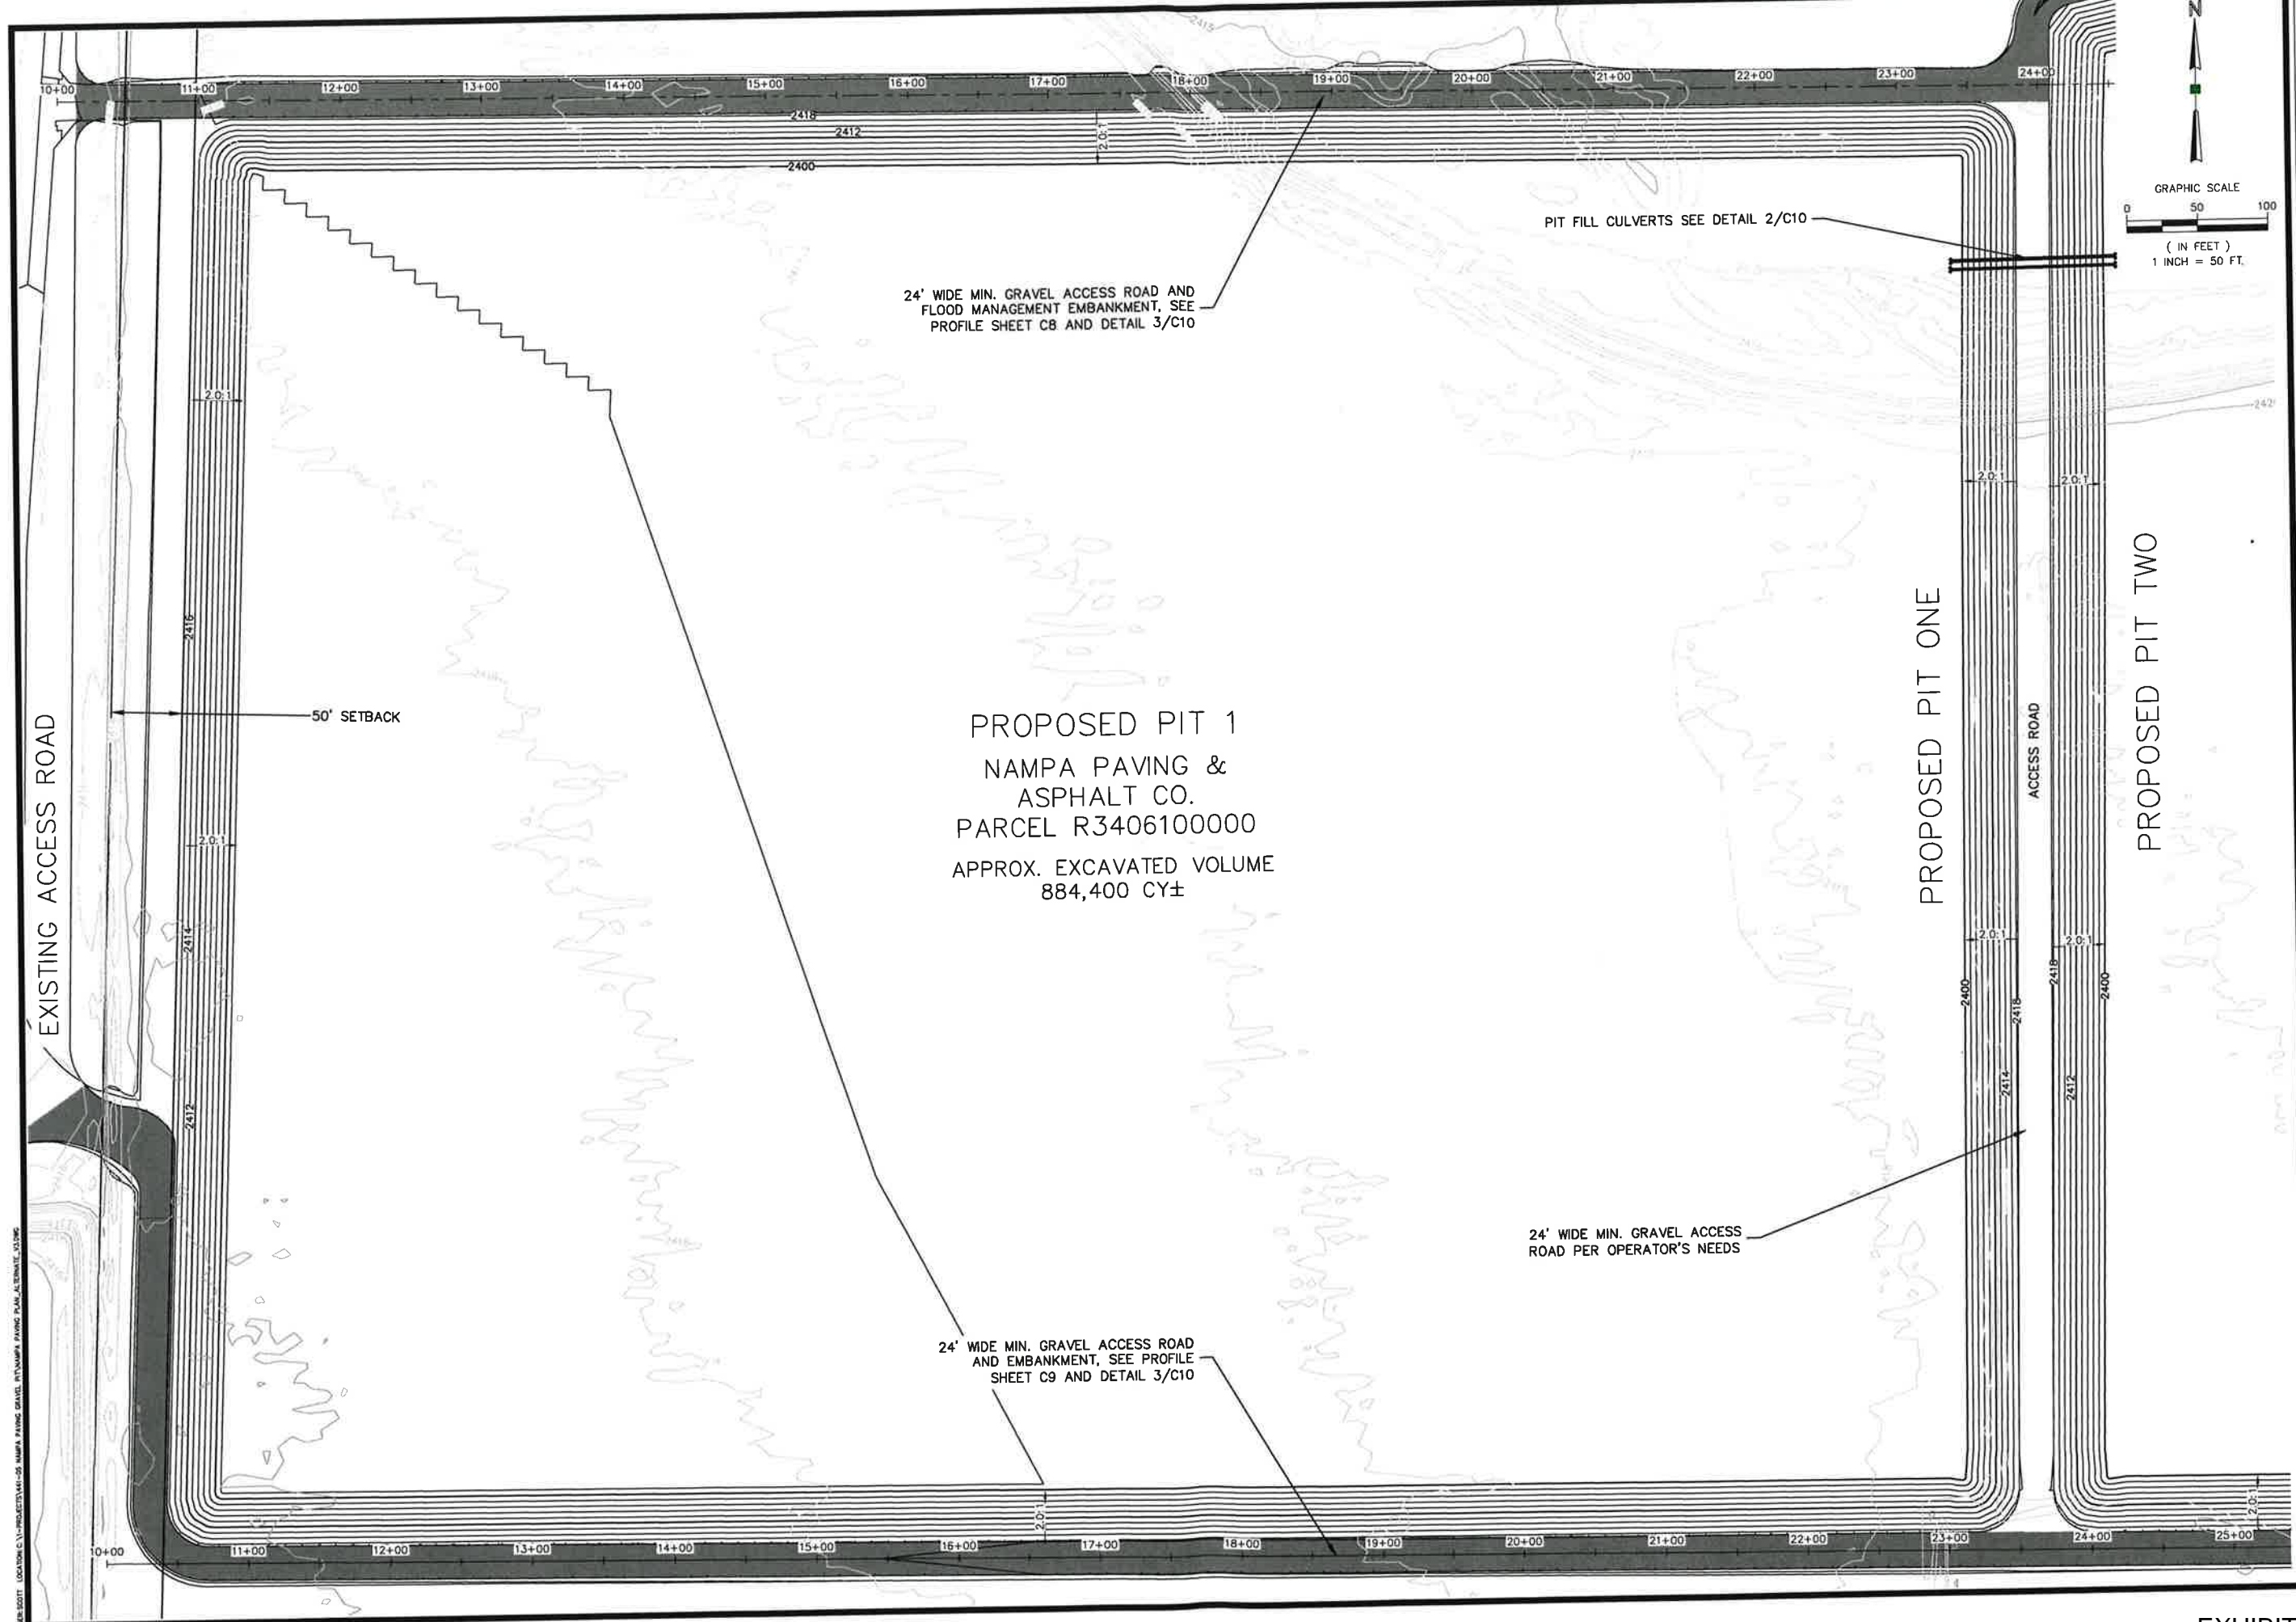 N
GRAPHIC SCALE
0 50 100
( IN FEET )
1 INCH = 50 FT.
2415
10+00 11+00 12+00 13+00 14+00 15+00 16+00 17+00 18+00 19+00 20+00 21+00 22+00 23+00 24+00
2418
2412
2.0:1
2400
PIT FILL CULVERTS SEE DETAIL 2/C10
24' WIDE MIN. GRAVEL ACCESS ROAD AND
FLOOD MANAGEMENT EMBANKMENT, SEE
PROFILE SHEET C8 AND DETAIL 3/C10
2.0:1
2.0:1
2.0:1
2416
50' SETBACK
EXISTING ACCESS ROAD
2.0:1
2414
2412
PROPOSED PIT 1
NAMPA PAVING &
ASPHALT CO.
PARCEL R3406100000
APPROX. EXCAVATED VOLUME
884,400 CY±
PROPOSED PIT ONE
ACCESS ROAD
PROPOSED PIT TWO
2.0:1
2.0:1
2400
2418
2418
2400
2414
2412
24' WIDE MIN. GRAVEL ACCESS
ROAD PER OPERATOR'S NEEDS
24' WIDE MIN. GRAVEL ACCESS ROAD
AND EMBANKMENT, SEE PROFILE
SHEET C9 AND DETAIL 3/C10
2.0:1
2.0:1
10+00 11+00 12+00 13+00 14+00 15+00 16+00 17+00 18+00 19+00 20+00 21+00 22+00 23+00 24+00 25+00
EXHIBIT